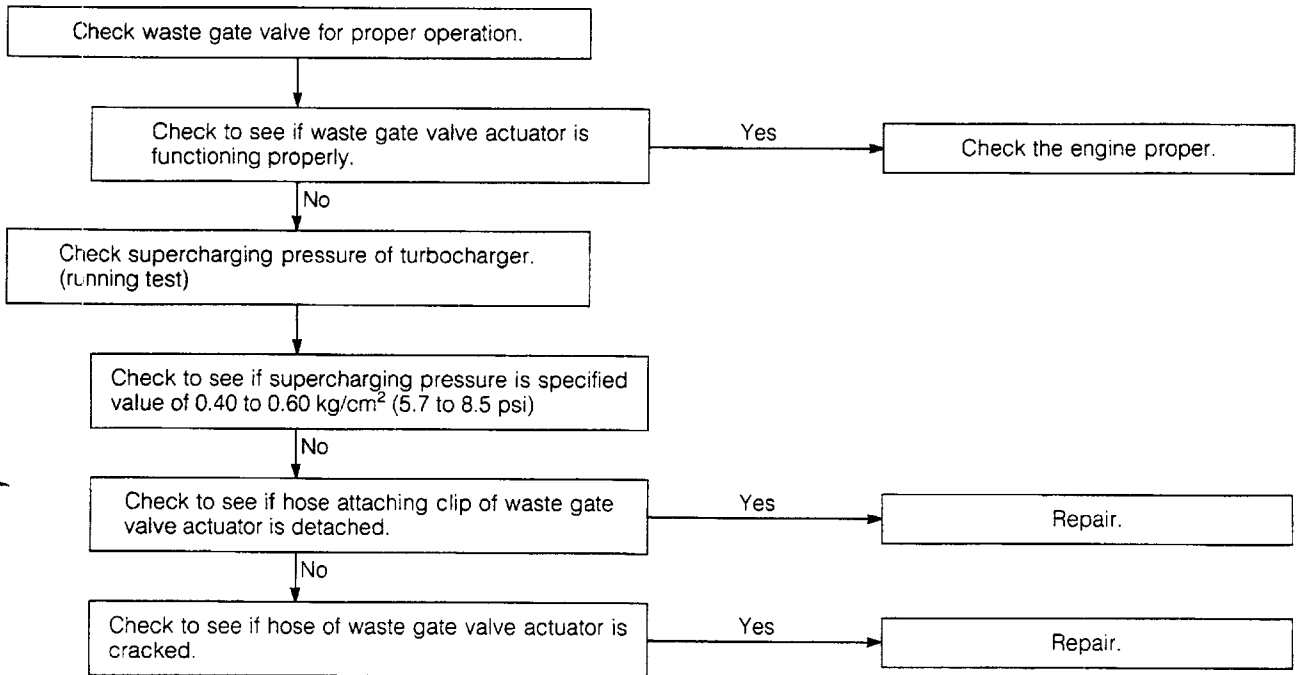 Check waste gate valve for proper operation.
Check to see if waste gate valve actuator is
functioning properly.
Yes
Check the engine proper.
No
Check supercharging pressure of turbocharger.
(running test)
Check to see if supercharging pressure is specified
value of 0.40 to 0.60 kg/cm² (5.7 to 8.5 psi)
No
Check to see if hose attaching clip of waste gate
valve actuator is detached.
Yes
Repair.
No
Check to see if hose of waste gate valve actuator is
cracked.
Yes
Repair.